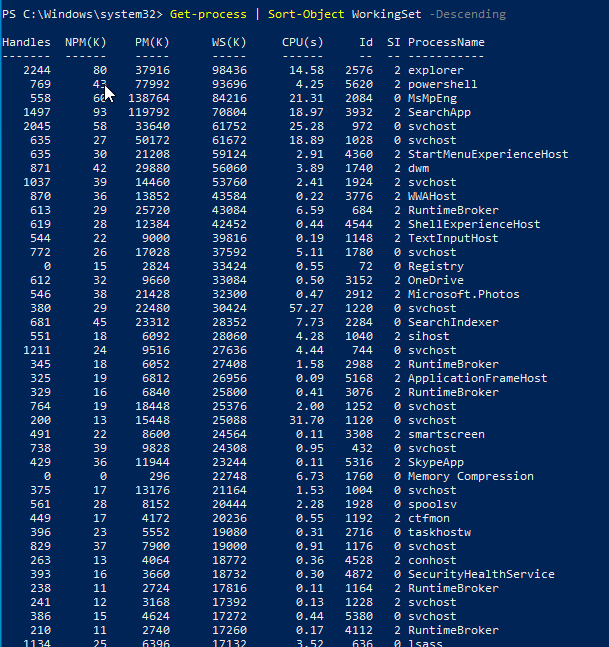 PS C:\Windows\system32> Get-process | Sort-Object WorkingSet -Descending
Handles NPM(K) PM(K) WS(K) CPU(s) Id SI ProcessName
------- ------ ----- ----- ------ -- -- -----------
2244 80 37916 98436 14.58 2576 2 explorer
769 43 77992 93696 4.25 5620 2 powershell
558 60 138764 84216 21.31 2084 0 MsMpEng
1497 93 119792 70804 18.97 3932 2 SearchApp
2045 58 33640 61752 25.28 972 0 svchost
635 27 50172 61672 18.89 1028 0 svchost
635 30 21208 59124 2.91 4360 2 StartMenuExperienceHost
871 42 29880 56060 3.89 1740 2 dwm
1037 39 14460 53760 2.41 1924 2 svchost
870 36 13852 43584 0.22 3776 2 WWAHost
613 29 25720 43084 6.59 684 2 RuntimeBroker
619 28 12384 42452 0.44 4544 2 ShellExperienceHost
544 22 9000 39816 0.19 1148 2 TextInputHost
772 26 17028 37592 5.11 1780 0 svchost
0 15 2824 33424 0.55 72 0 Registry
612 32 9660 33084 0.50 3152 2 OneDrive
546 38 21428 32300 0.47 2912 2 Microsoft.Photos
380 29 22480 30424 57.27 1220 0 svchost
681 45 23312 28352 7.73 2284 0 SearchIndexer
551 18 6092 28060 4.28 1040 2 sihost
1211 24 9516 27636 4.44 744 0 svchost
345 18 6052 27408 1.58 2988 2 RuntimeBroker
325 19 6812 26956 0.09 5168 2 ApplicationFrameHost
329 16 6840 25800 0.41 3076 2 RuntimeBroker
764 19 18448 25376 2.00 1252 0 svchost
200 13 15448 25088 31.70 1120 0 svchost
491 22 8600 24564 0.11 3308 2 smartscreen
738 39 9828 24308 0.95 432 0 svchost
429 36 11944 23244 0.11 5316 2 SkypeApp
0 0 296 22748 6.73 1760 0 Memory Compression
375 17 13176 21164 1.53 1004 0 svchost
561 28 8152 20444 2.28 1928 0 spoolsv
449 17 4172 20236 0.55 1192 2 ctfmon
396 23 5552 19080 0.31 2716 0 taskhostw
829 37 7900 19000 0.91 1176 0 svchost
263 13 4064 18772 0.36 4528 2 conhost
393 16 3660 18732 0.30 4872 0 SecurityHealthService
238 11 2724 17816 0.11 1164 2 RuntimeBroker
241 12 3168 17392 0.13 1228 2 svchost
386 15 4624 17272 0.44 5380 0 svchost
210 11 2740 17260 0.17 4112 2 RuntimeBroker
1134 25 6396 17132 3.52 636 0 lsass